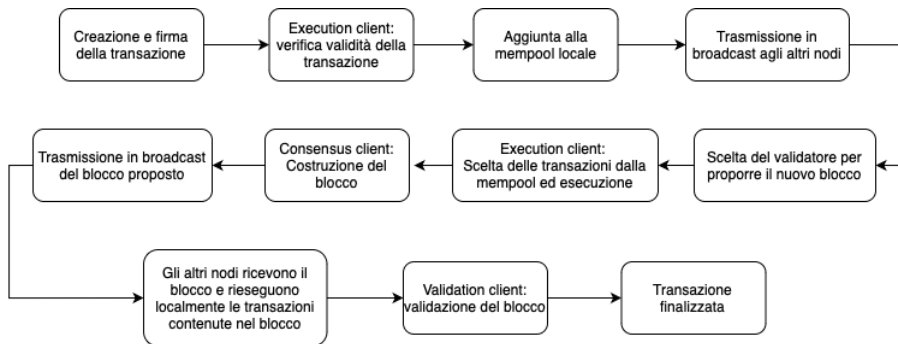 Creazione e firma
della transazione
Execution client:
verifica validità della
transazione
Aggiunta alla
mempool locale
Trasmissione in
broadcast agli altri nodi
Scelta del validatore per
proporre il nuovo blocco
Execution client:
Scelta delle transazioni dalla
mempool ed esecuzione
Consensus client:
Costruzione del
blocco
Trasmissione in broadcast
del blocco proposto
Gli altri nodi ricevono il
blocco e rieseguono
localmente le transazioni
contenute nel blocco
Validation client:
validazione del blocco
Transazione
finalizzata